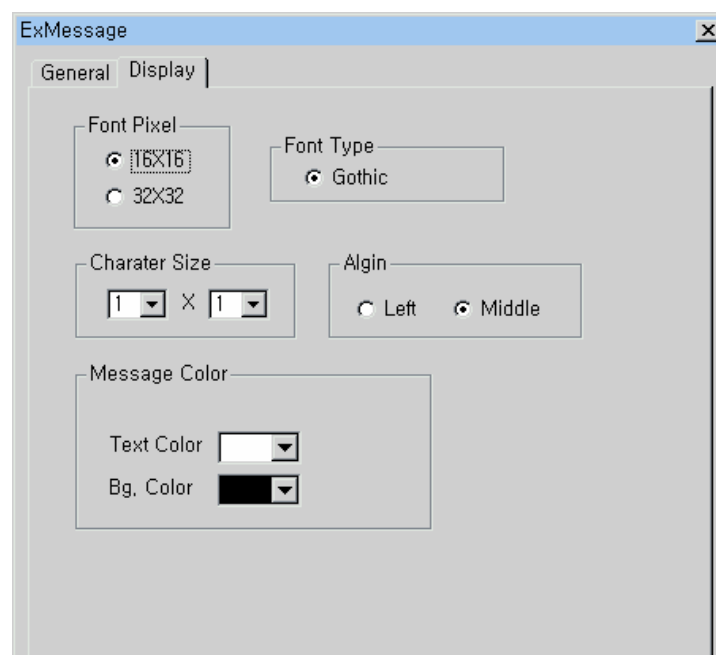 ExMessage
General Display
Font Pixel
16X16
32X32
Font Type
Gothic
Charater Size
1 X 1
Algin
Left Middle
Message Color
Text Color
Bg. Color